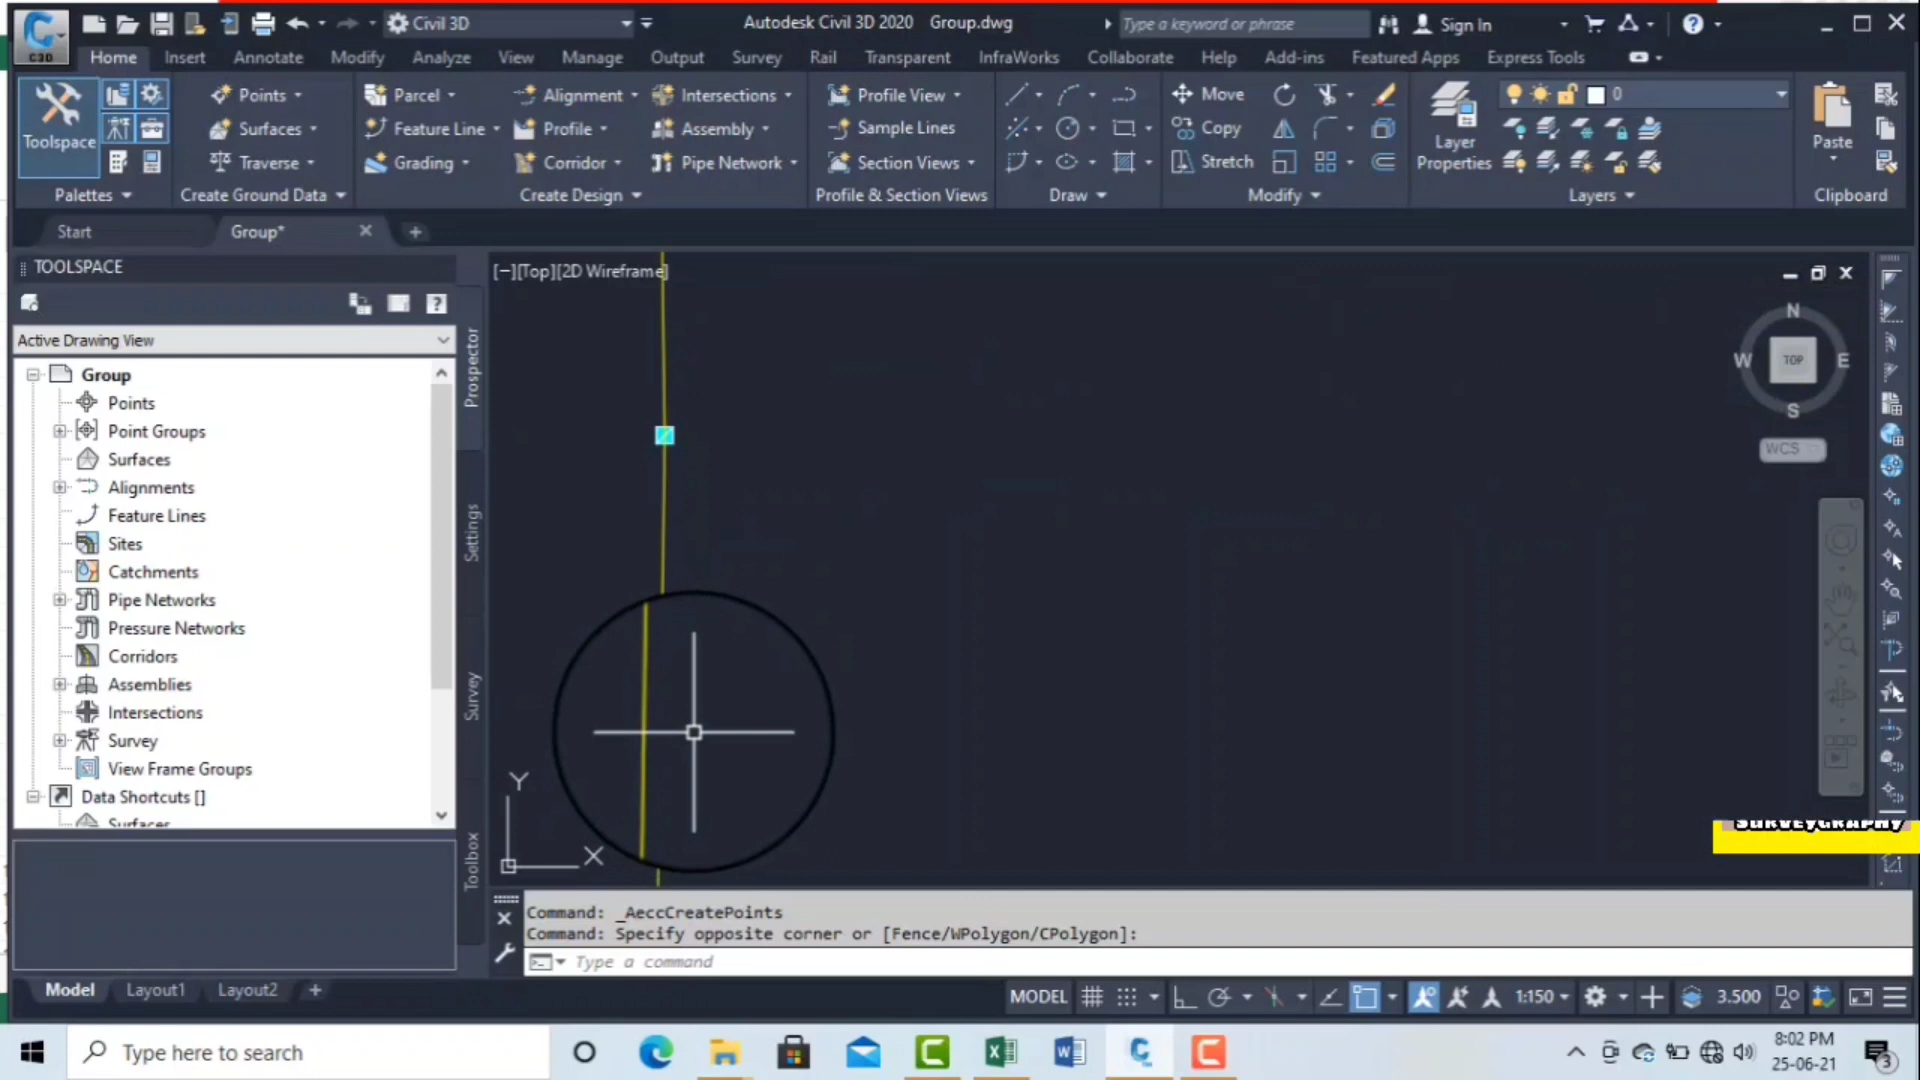 Civil 3D
Autodesk Civil 3D 2020 Group.dwg
Type a keyword or phrase
Sign In
C3D
Home Insert Annotate Modify Analyze View Manage Output Survey Rail Transparent InfraWorks Collaborate Help Add-ins Featured Apps Express Tools
Toolspace
Points
Surfaces
Traverse
Parcel
Feature Line
Grading
Alignment
Profile
Corridor
Intersections
Assembly
Pipe Network
Profile View
Sample Lines
Section Views
Move
Copy
Stretch
Layer
Properties
0
Paste
Palettes Create Ground Data Create Design Profile & Section Views Draw Modify Layers Clipboard
Start Group*
TOOLSPACE
Active Drawing View
Group
Points
Point Groups
Surfaces
Alignments
Feature Lines
Sites
Catchments
Pipe Networks
Pressure Networks
Corridors
Assemblies
Intersections
Survey
View Frame Groups
Data Shortcuts []
Surfaces
Prospector
Settings
Survey
Toolbox
[−][Top][2D Wireframe]
N
W TOP E
S
WCS
Y
X
SURVEYGRAPHY
Command: _AeccCreatePoints
Command: Specify opposite corner or [Fence/WPolygon/CPolygon]:
Type a command
Model Layout1 Layout2
MODEL 1:150 3.500
Type here to search
8:02 PM
25-06-21
3